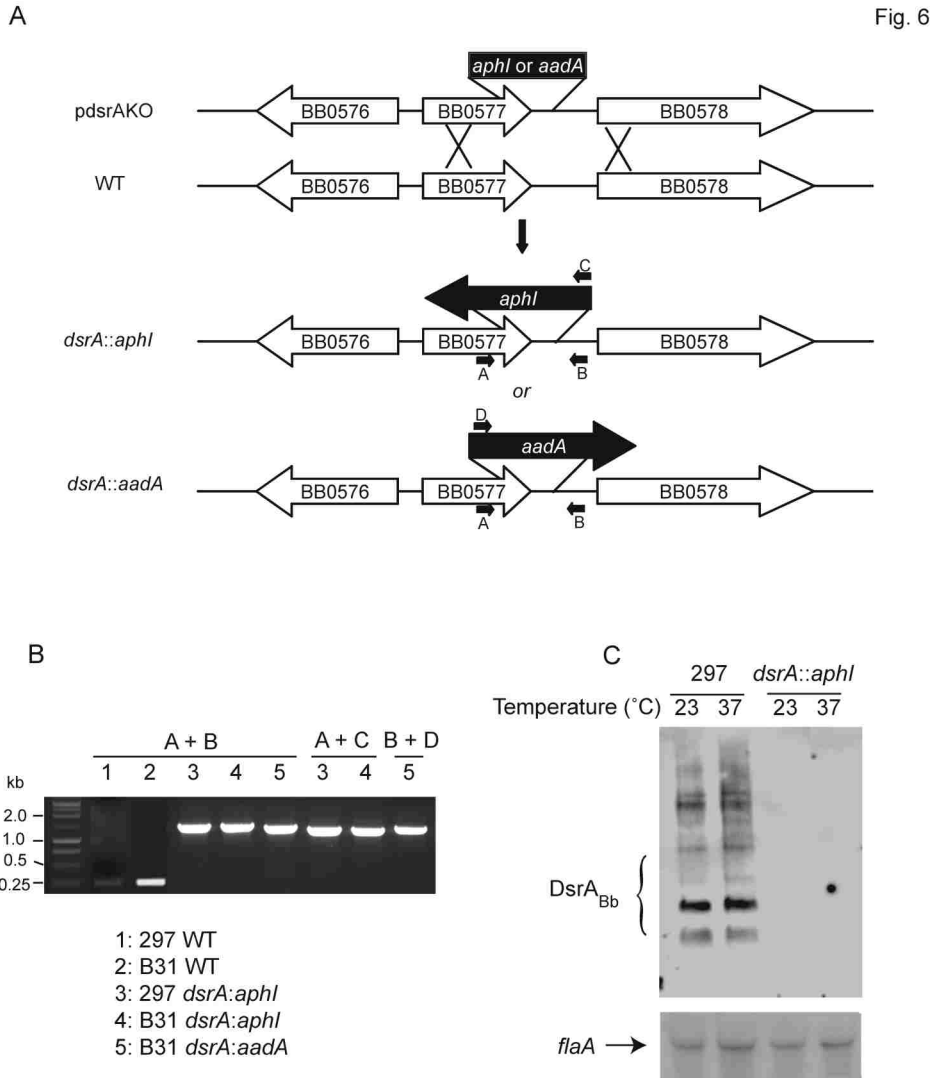 A
Fig. 6
aphI or aadA
pdsrAKO
BB0576
BB0577
BB0578
WT
BB0576
BB0577
BB0578
C
aphI
dsrA::aphI
BB0576
BB0577
BB0578
A
B
or
D
aadA
dsrA::aadA
BB0576
BB0577
BB0578
A
B
B
A + B
A + C
B + D
kb
1
2
3
4
5
3
4
5
2.0
1.0
0.5
0.25
1: 297 WT
2: B31 WT
3: 297 dsrA:aphI
4: B31 dsrA:aphI
5: B31 dsrA:aadA
C
297
dsrA::aphI
Temperature (˚C) 23 37 23 37
DsrABb
flaA